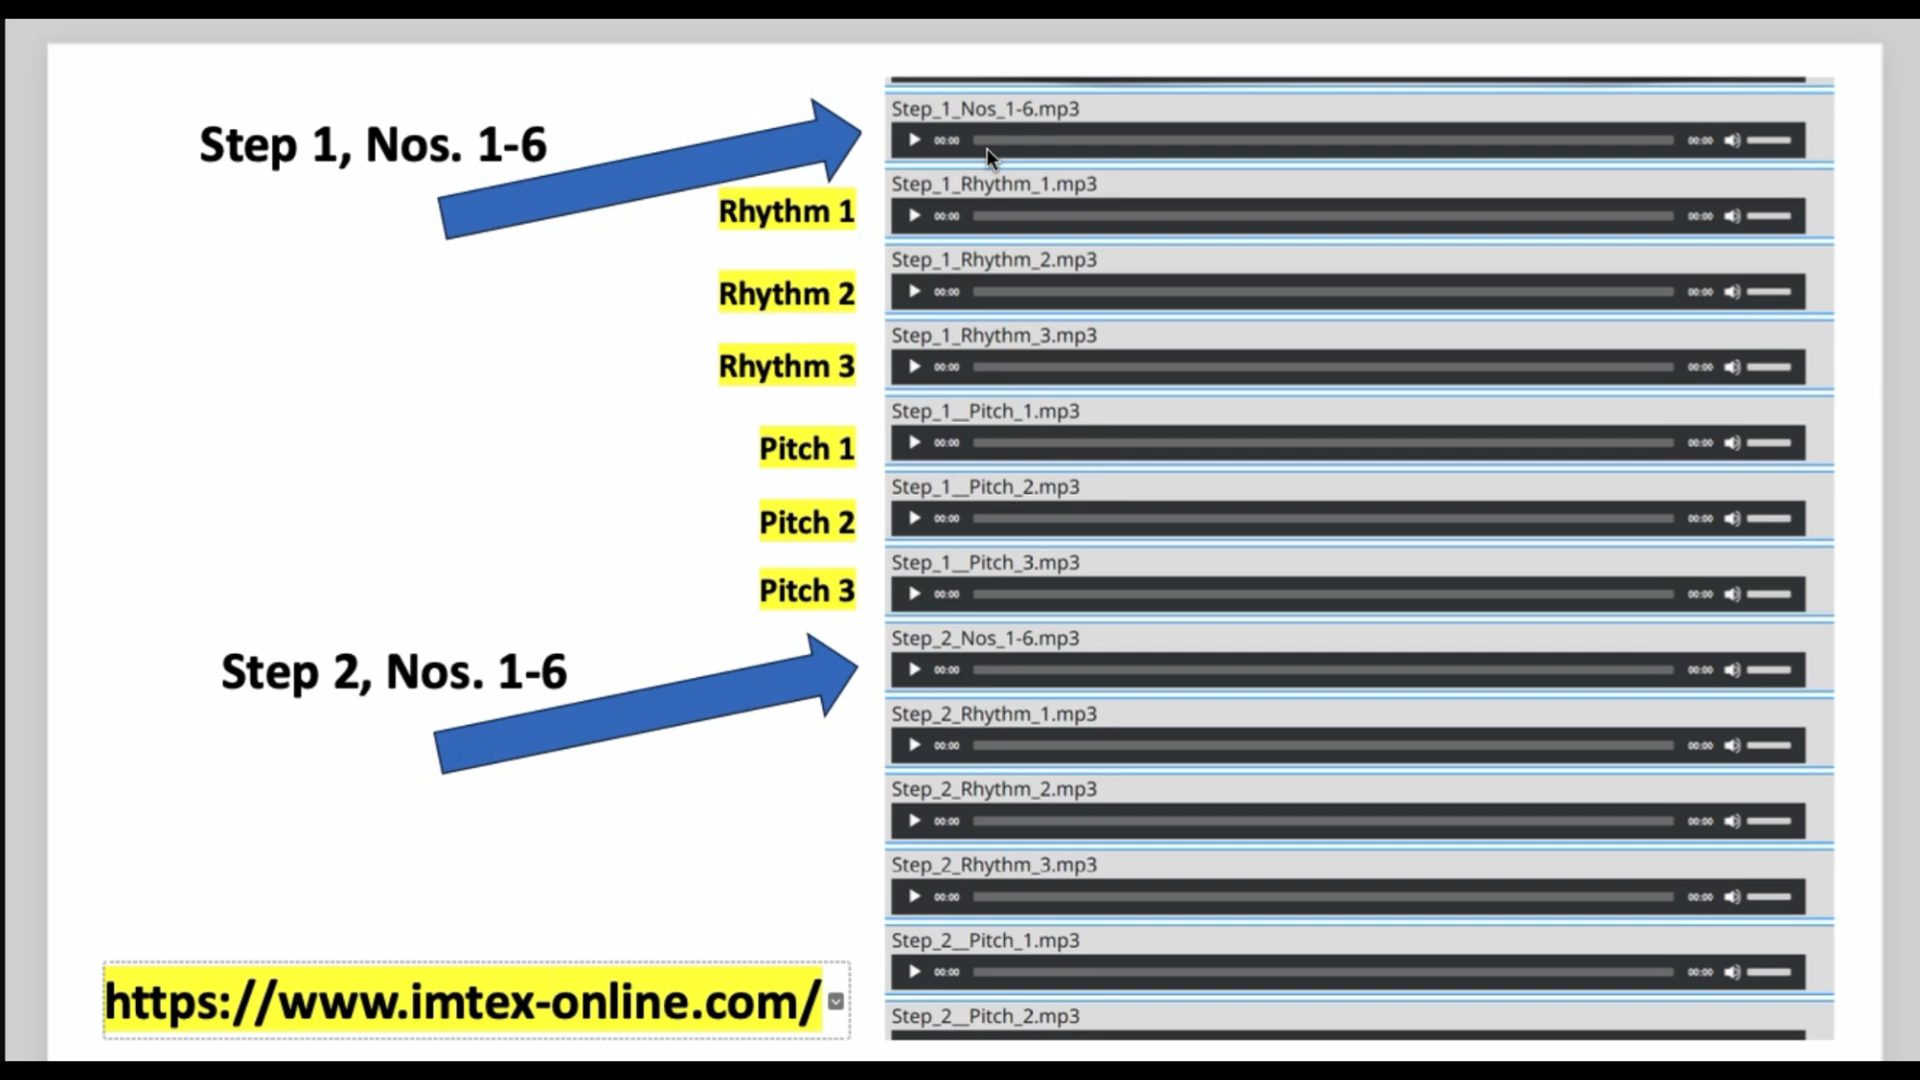 Step 1, Nos. 1-6
Rhythm 1
Rhythm 2
Rhythm 3
Pitch 1
Pitch 2
Pitch 3
Step 2, Nos. 1-6
https://www.imtex-online.com/
Step_1_Nos_1-6.mp3
00:00 00:00
Step_1_Rhythm_1.mp3
00:00 00:00
Step_1_Rhythm_2.mp3
00:00 00:00
Step_1_Rhythm_3.mp3
00:00 00:00
Step_1__Pitch_1.mp3
00:00 00:00
Step_1__Pitch_2.mp3
00:00 00:00
Step_1__Pitch_3.mp3
00:00 00:00
Step_2_Nos_1-6.mp3
00:00 00:00
Step_2_Rhythm_1.mp3
00:00 00:00
Step_2_Rhythm_2.mp3
00:00 00:00
Step_2_Rhythm_3.mp3
00:00 00:00
Step_2__Pitch_1.mp3
00:00 00:00
Step_2__Pitch_2.mp3